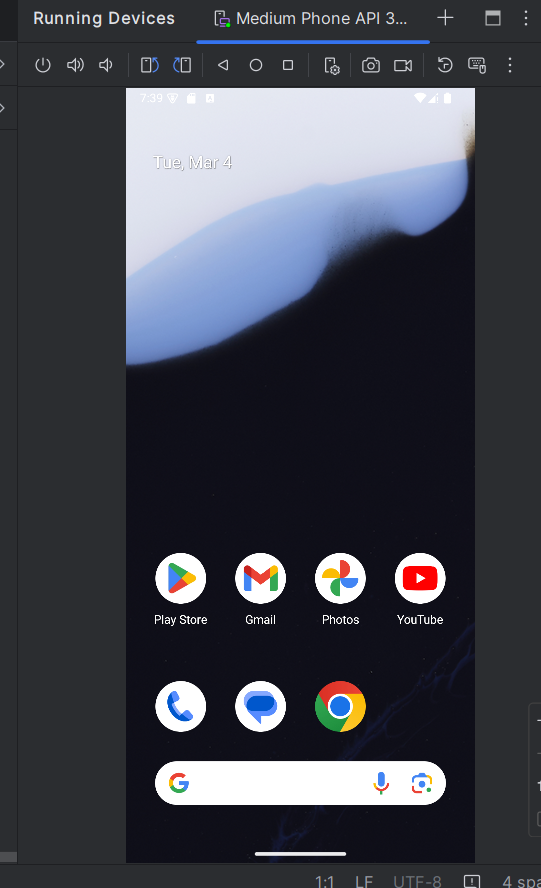 Running Devices Medium Phone API 3...
7:39
Tue, Mar 4
Play Store Gmail Photos YouTube
1:1 LF UTF-8 4 spa